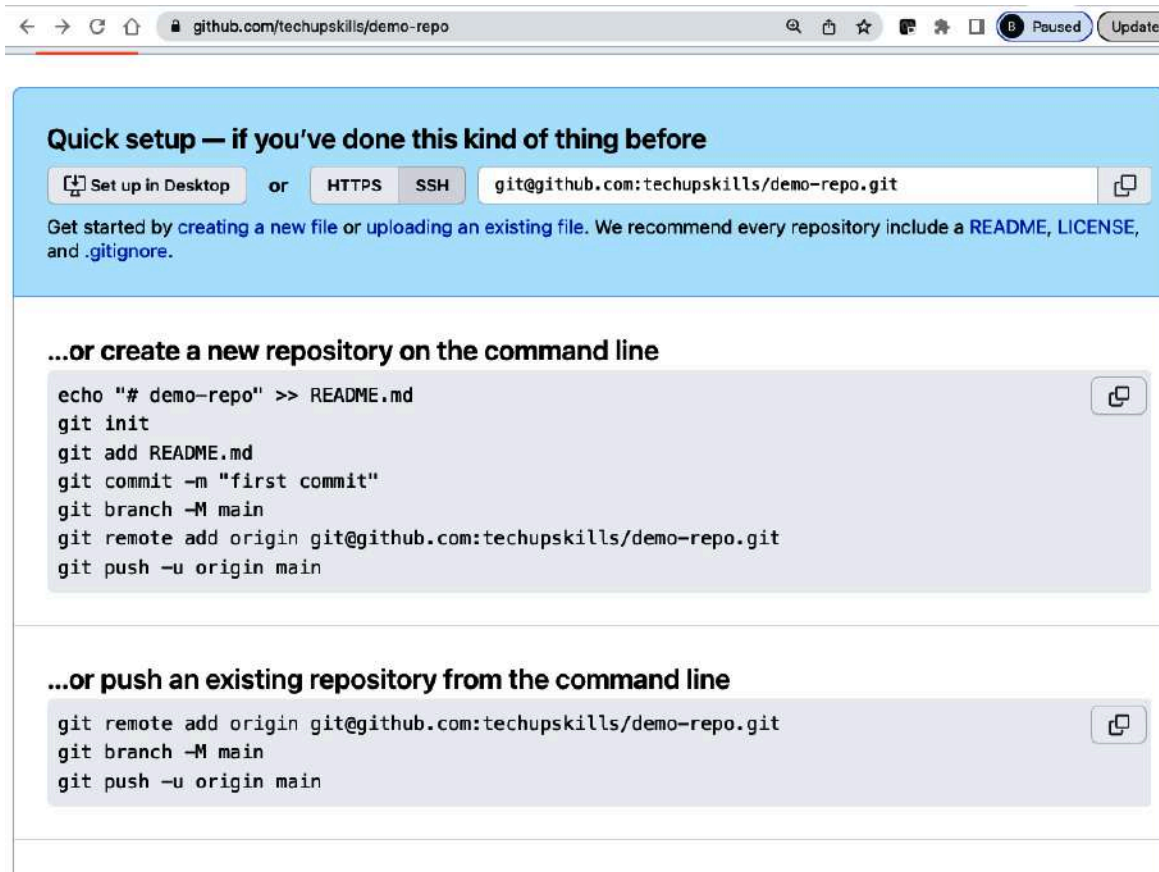 github.com/techupskills/demo-repo
B Paused Update
Quick setup — if you've done this kind of thing before
Set up in Desktop or HTTPS SSH git@github.com:techupskills/demo-repo.git
Get started by creating a new file or uploading an existing file. We recommend every repository include a README, LICENSE,
and .gitignore.
...or create a new repository on the command line
echo "# demo-repo" >> README.md
git init
git add README.md
git commit -m "first commit"
git branch -M main
git remote add origin git@github.com:techupskills/demo-repo.git
git push -u origin main
...or push an existing repository from the command line
git remote add origin git@github.com:techupskills/demo-repo.git
git branch -M main
git push -u origin main